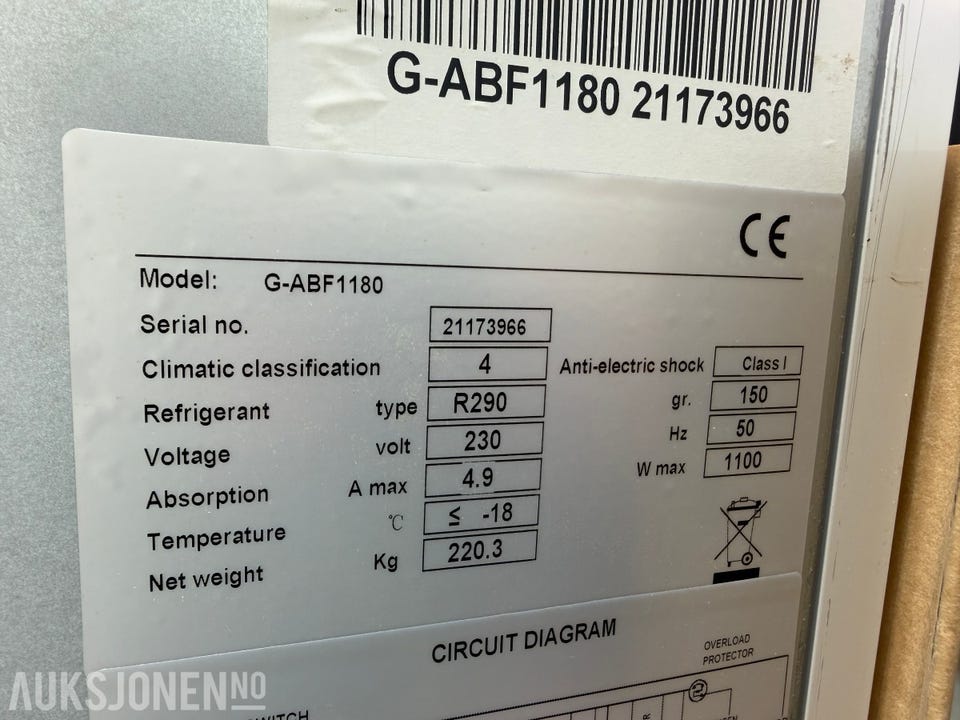 G-ABF1180 21173966
CE
Model: G-ABF1180
Serial no. 21173966
Climatic classification 4 Anti-electric shock Class I
Refrigerant type R290 gr. 150
Voltage volt 230 Hz 50
Absorption A max 4.9 W max 1100
Temperature ℃ ≤ -18
Net weight Kg 220.3
CIRCUIT DIAGRAM
OVERLOAD
PROTECTOR
AUKSJONEN.NO